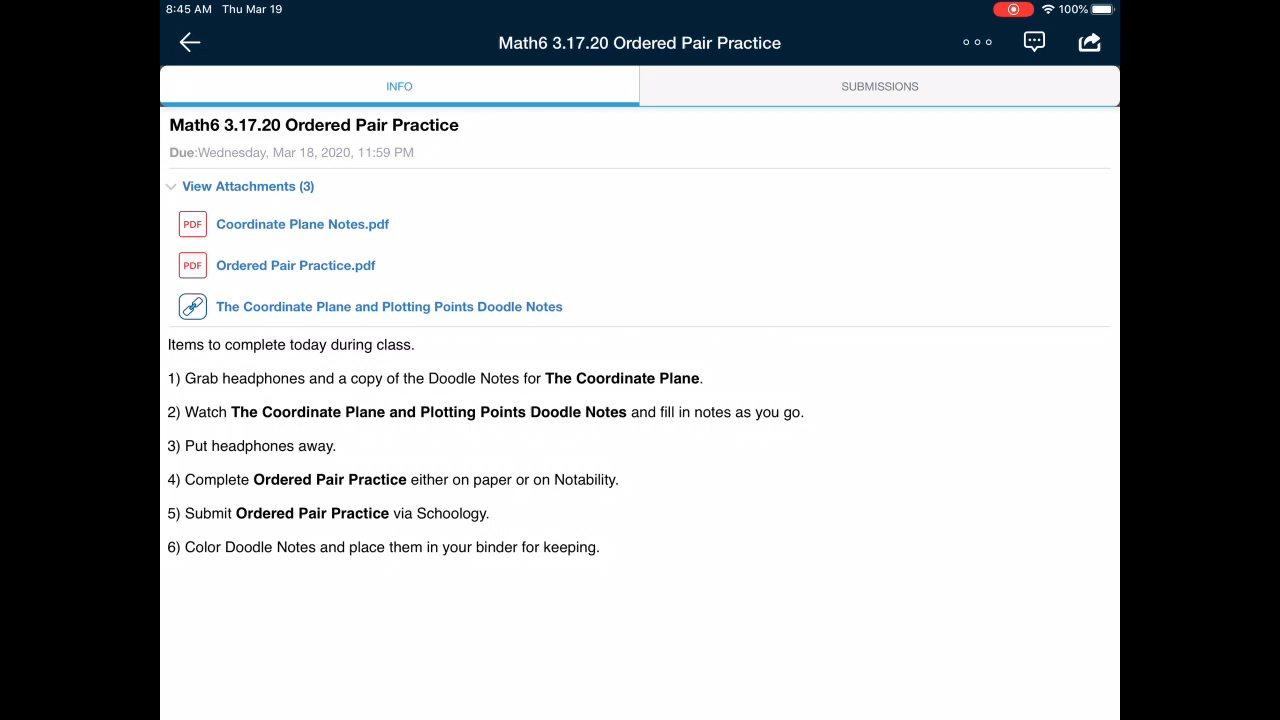 8:45 AM Thu Mar 19
100%
Math6 3.17.20 Ordered Pair Practice
INFO
SUBMISSIONS
Math6 3.17.20 Ordered Pair Practice
Due:Wednesday, Mar 18, 2020, 11:59 PM
View Attachments (3)
PDF Coordinate Plane Notes.pdf
PDF Ordered Pair Practice.pdf
The Coordinate Plane and Plotting Points Doodle Notes
Items to complete today during class.
1) Grab headphones and a copy of the Doodle Notes for The Coordinate Plane.
2) Watch The Coordinate Plane and Plotting Points Doodle Notes and fill in notes as you go.
3) Put headphones away.
4) Complete Ordered Pair Practice either on paper or on Notability.
5) Submit Ordered Pair Practice via Schoology.
6) Color Doodle Notes and place them in your binder for keeping.